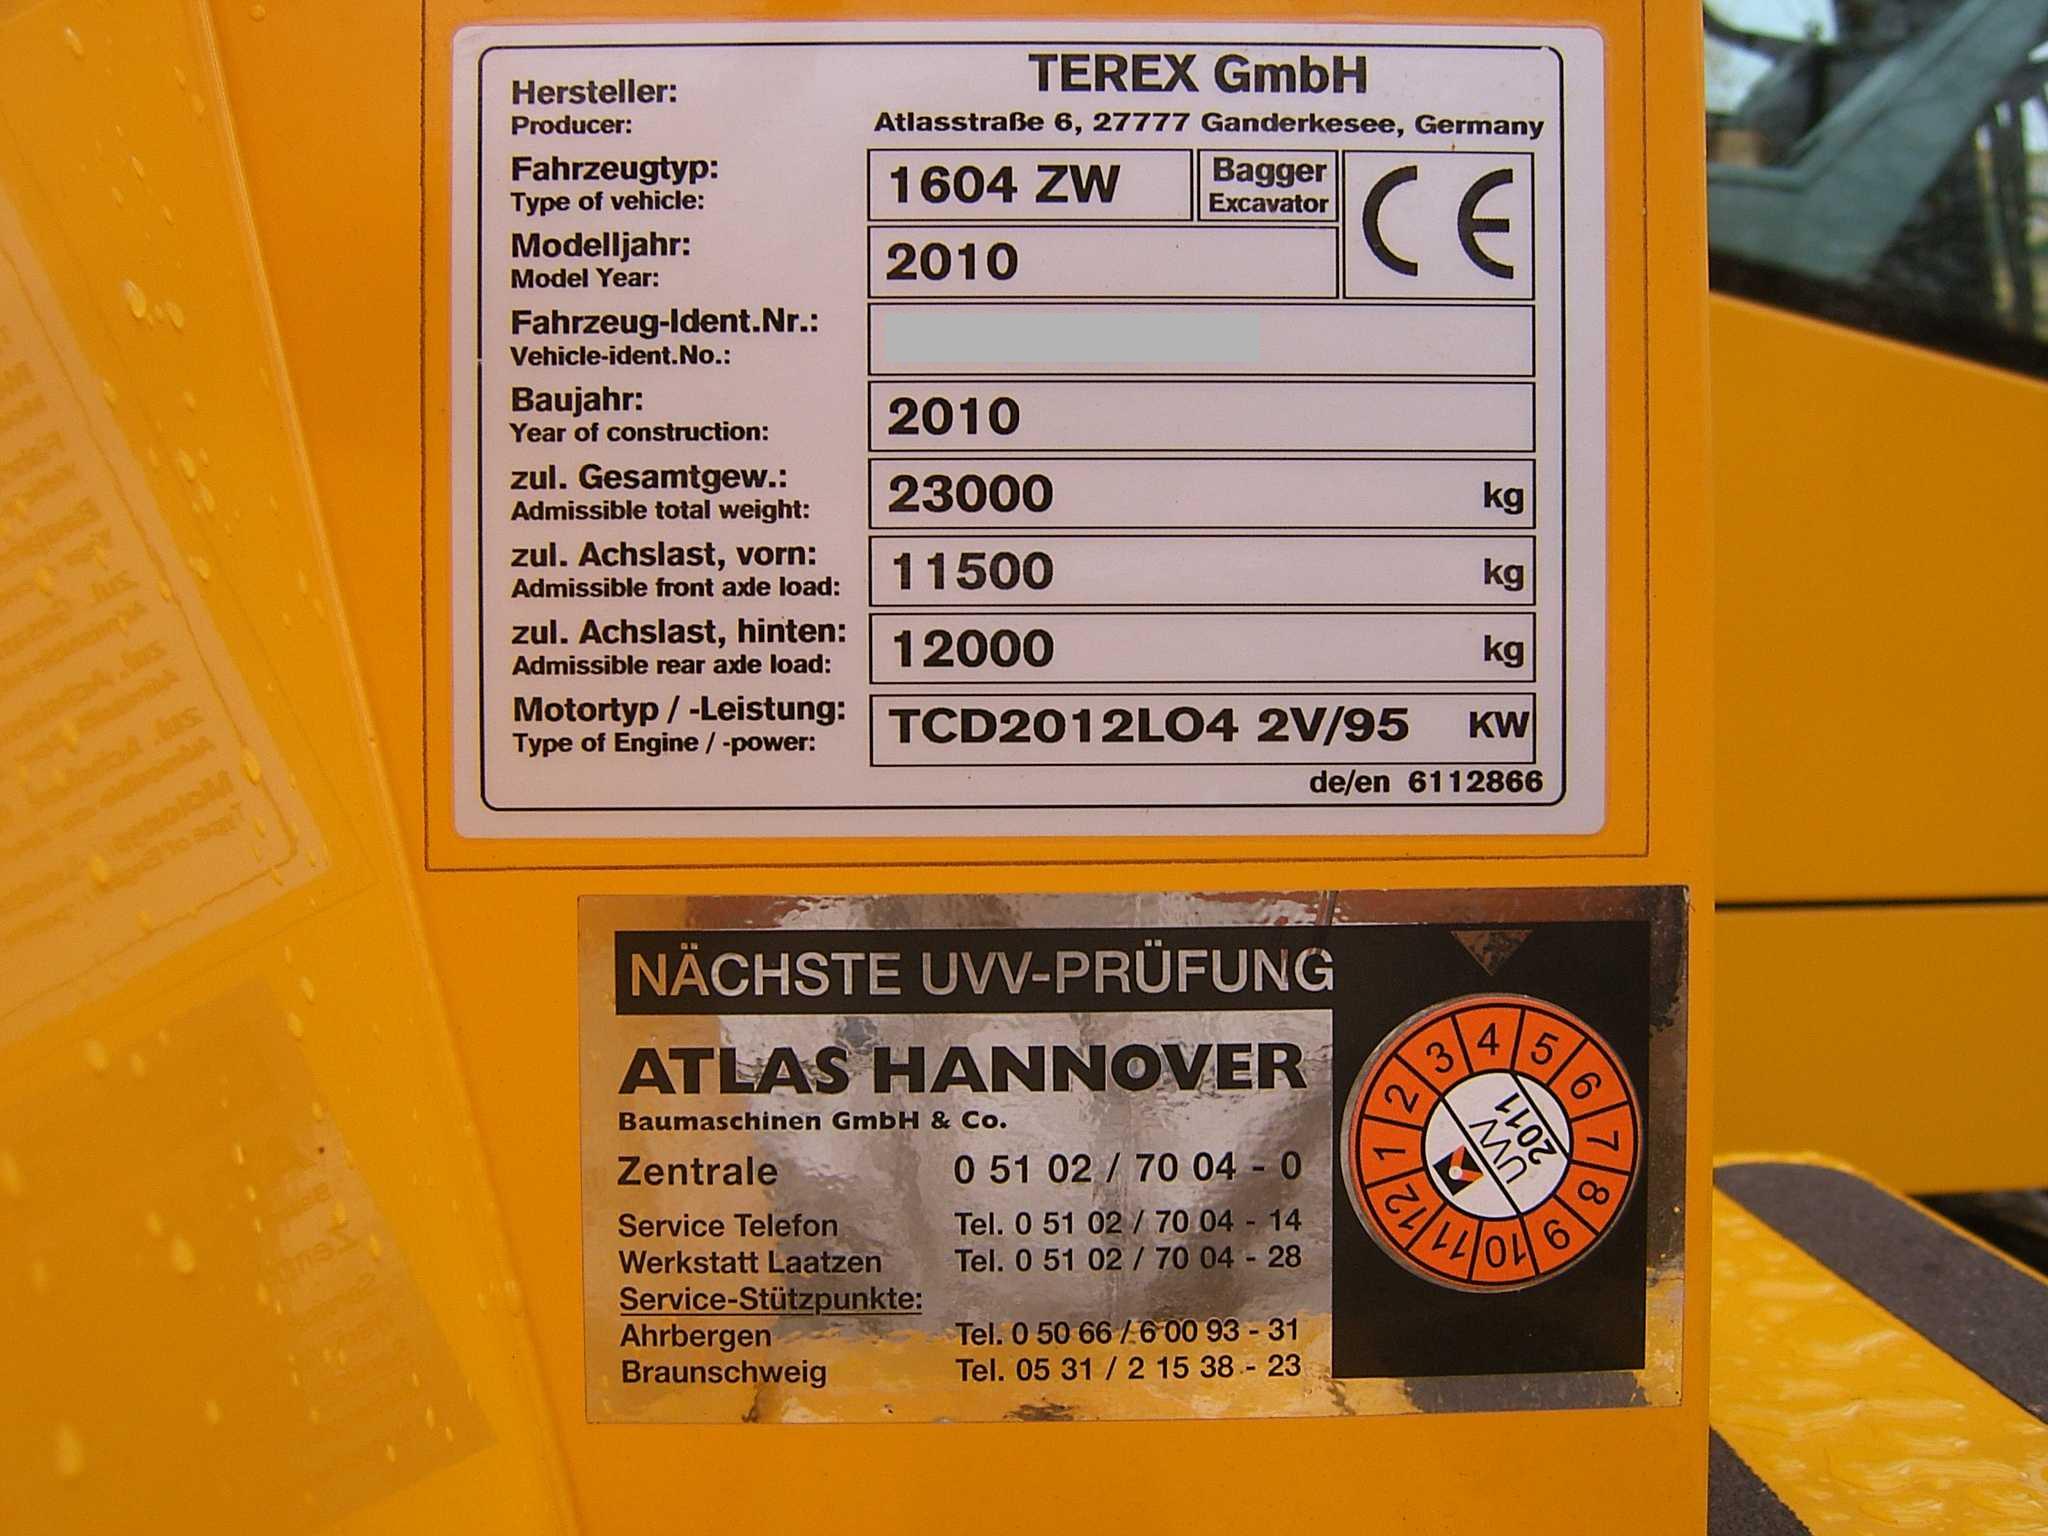 TEREX GmbH
Hersteller:
Producer:
Atlasstraße 6, 27777 Ganderkesee, Germany
Fahrzeugtyp:
Type of vehicle:
1604 ZW
Bagger
Excavator
CE
Modelljahr:
Model Year:
2010
Fahrzeug-Ident.Nr.:
Vehicle-ident.No.:
Baujahr:
Year of construction:
2010
zul. Gesamtgew.:
Admissible total weight:
23000 kg
zul. Achslast, vorn:
Admissible front axle load:
11500 kg
zul. Achslast, hinten:
Admissible rear axle load:
12000 kg
Motortyp / -Leistung:
Type of Engine / -power:
TCD2012LO4 2V/95 KW
de/en 6112866
NÄCHSTE UVV-PRÜFUNG
ATLAS HANNOVER
Baumaschinen GmbH & Co.
Zentrale 0 51 02 / 70 04 - 0
Service Telefon Tel. 0 51 02 / 70 04 - 14
Werkstatt Laatzen Tel. 0 51 02 / 70 04 - 28
Service-Stützpunkte:
Ahrbergen Tel. 0 50 66 / 6 00 93 - 31
Braunschweig Tel. 05 31 / 2 15 38 - 23
1 2 3 4 5 6 7 8 9 10 11 12
UVV
2011